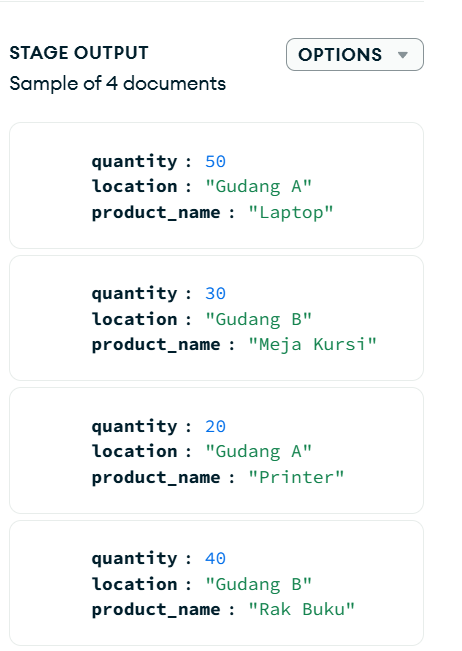 STAGE OUTPUT
OPTIONS
Sample of 4 documents
quantity : 50
location : "Gudang A"
product_name : "Laptop"
quantity : 30
location : "Gudang B"
product_name : "Meja Kursi"
quantity : 20
location : "Gudang A"
product_name : "Printer"
quantity : 40
location : "Gudang B"
product_name : "Rak Buku"